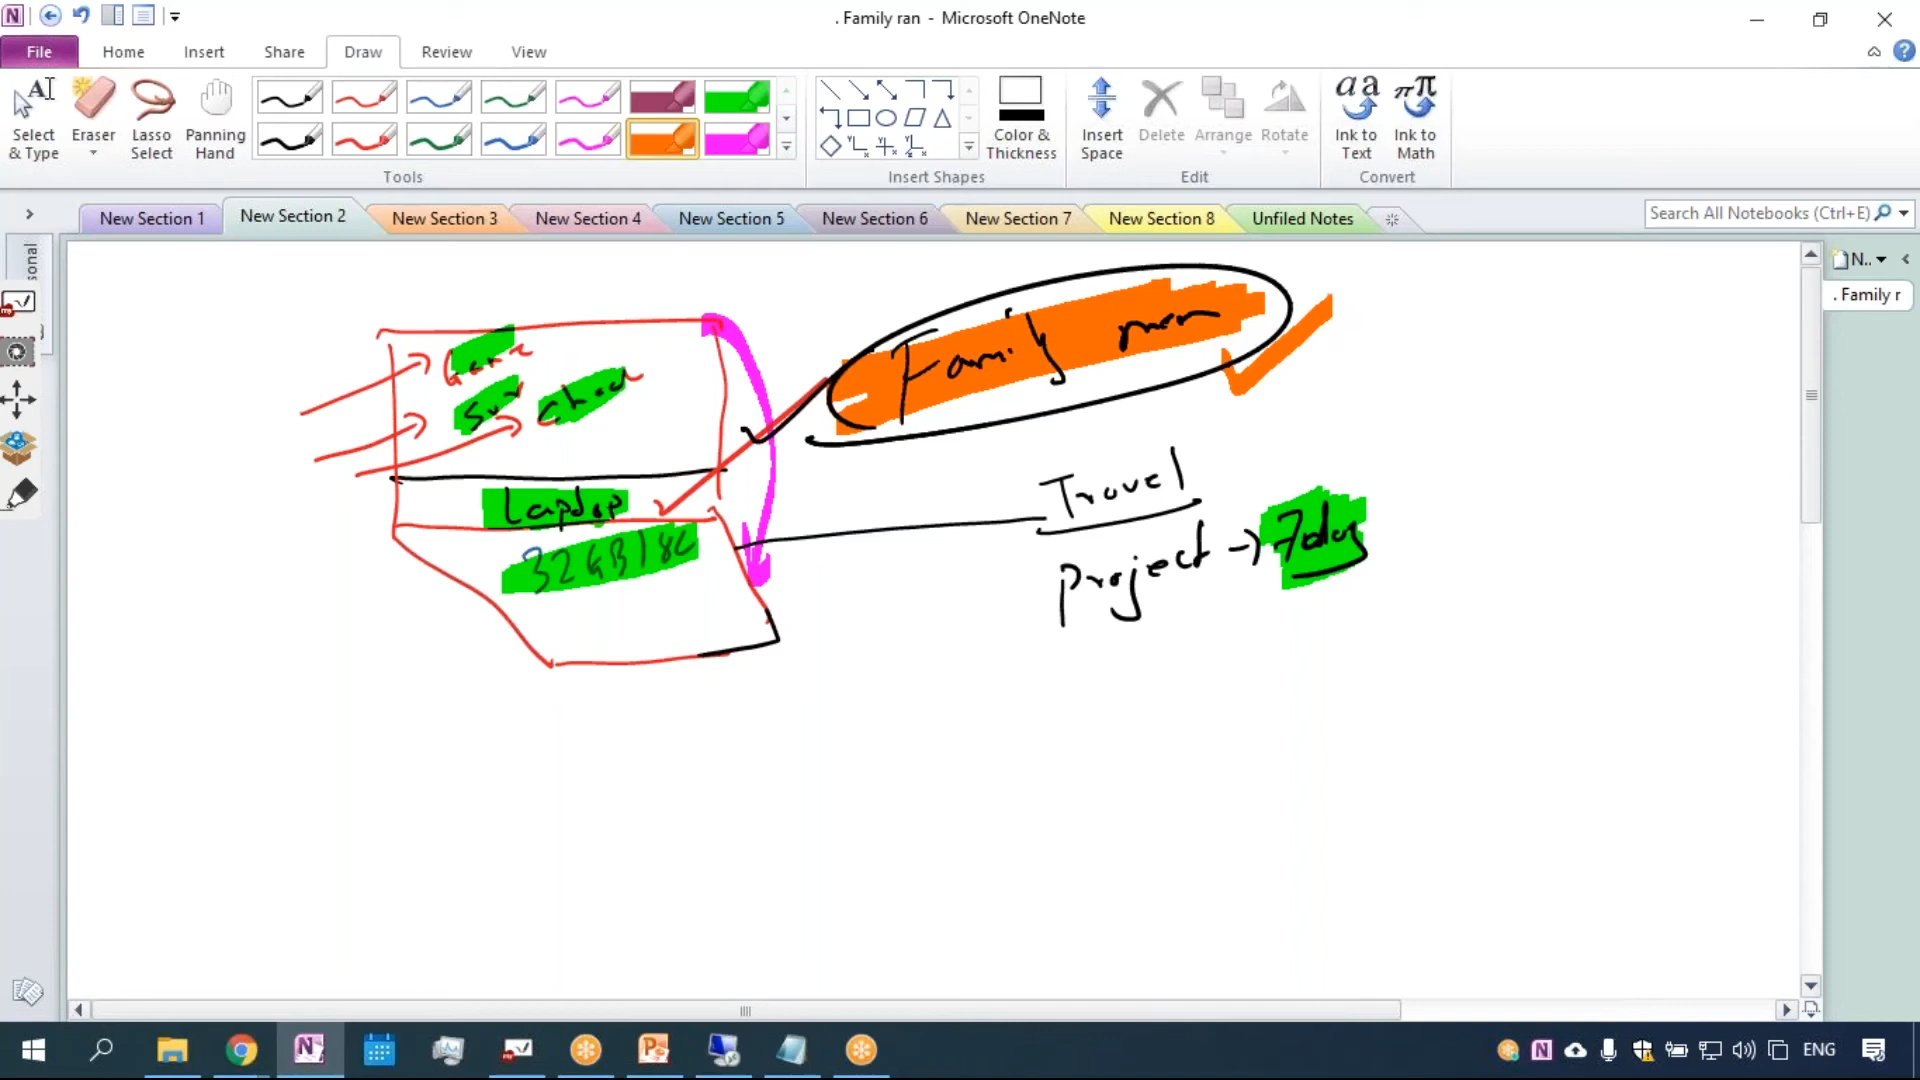 . Family ran - Microsoft OneNote
File Home Insert Share Draw Review View
Select & Type
Eraser
Lasso Select
Panning Hand
Color & Thickness
Insert Space
Delete
Arrange
Rotate
Ink to Text
Ink to Math
Tools
Insert Shapes
Edit
Convert
New Section 1 New Section 2 New Section 3 New Section 4 New Section 5 New Section 6 New Section 7 New Section 8 Unfiled Notes
Search All Notebooks (Ctrl+E)
sonal
N..
. Family r
Family man
Travel
Laptop
Project → 7 days
ENG